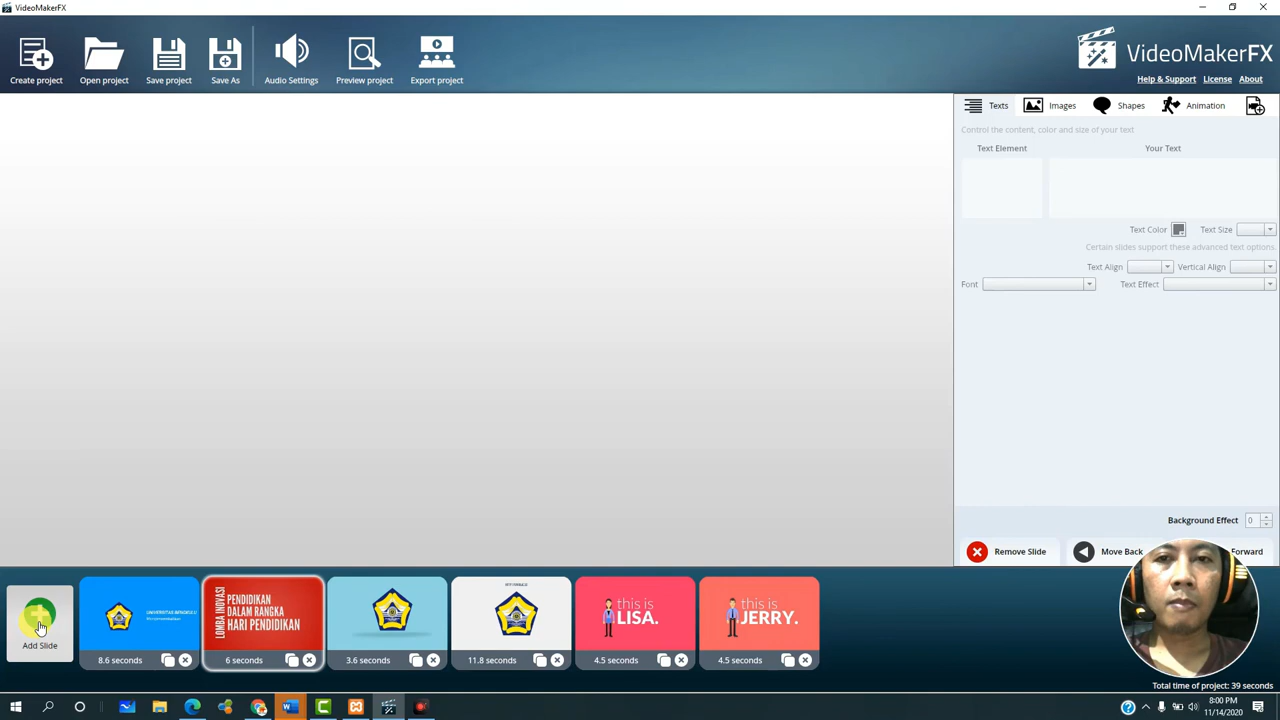 VideoMakerFX
Create project
Open project
Save project
Save As
Audio Settings
Preview project
Export project
VideoMakerFX
Help & Support License About
Texts Images Shapes Animation
Control the content, color and size of your text
Text Element Your Text
Text Color Text Size
Certain slides support these advanced text options.
Text Align Vertical Align
Font Text Effect
Background Effect 0
Remove Slide Move Back Forward
Add Slide
UNIVERSITAS BENGKULU
8.6 seconds
LOMBA INOVASI
PENDIDIKAN
DALAM RANGKA
HARI PENDIDIKAN
6 seconds
3.6 seconds
11.8 seconds
this is
LISA.
4.5 seconds
this is
JERRY.
4.5 seconds
Total time of project: 39 seconds
8:00 PM
11/14/2020